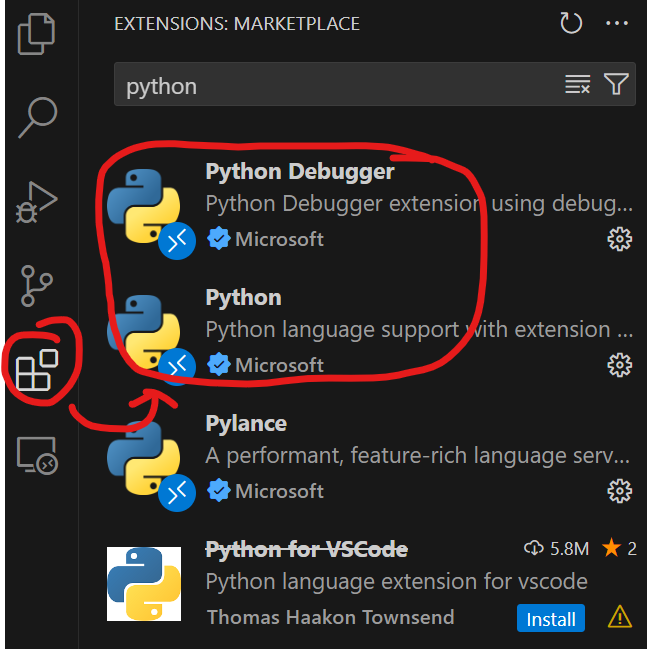 EXTENSIONS: MARKETPLACE
python
Python Debugger
Python Debugger extension using debug...
Microsoft
Python
Python language support with extension ...
Microsoft
Pylance
A performant, feature-rich language serv...
Microsoft
Python for VSCode 5.8M 2
Python language extension for vscode
Thomas Haakon Townsend Install